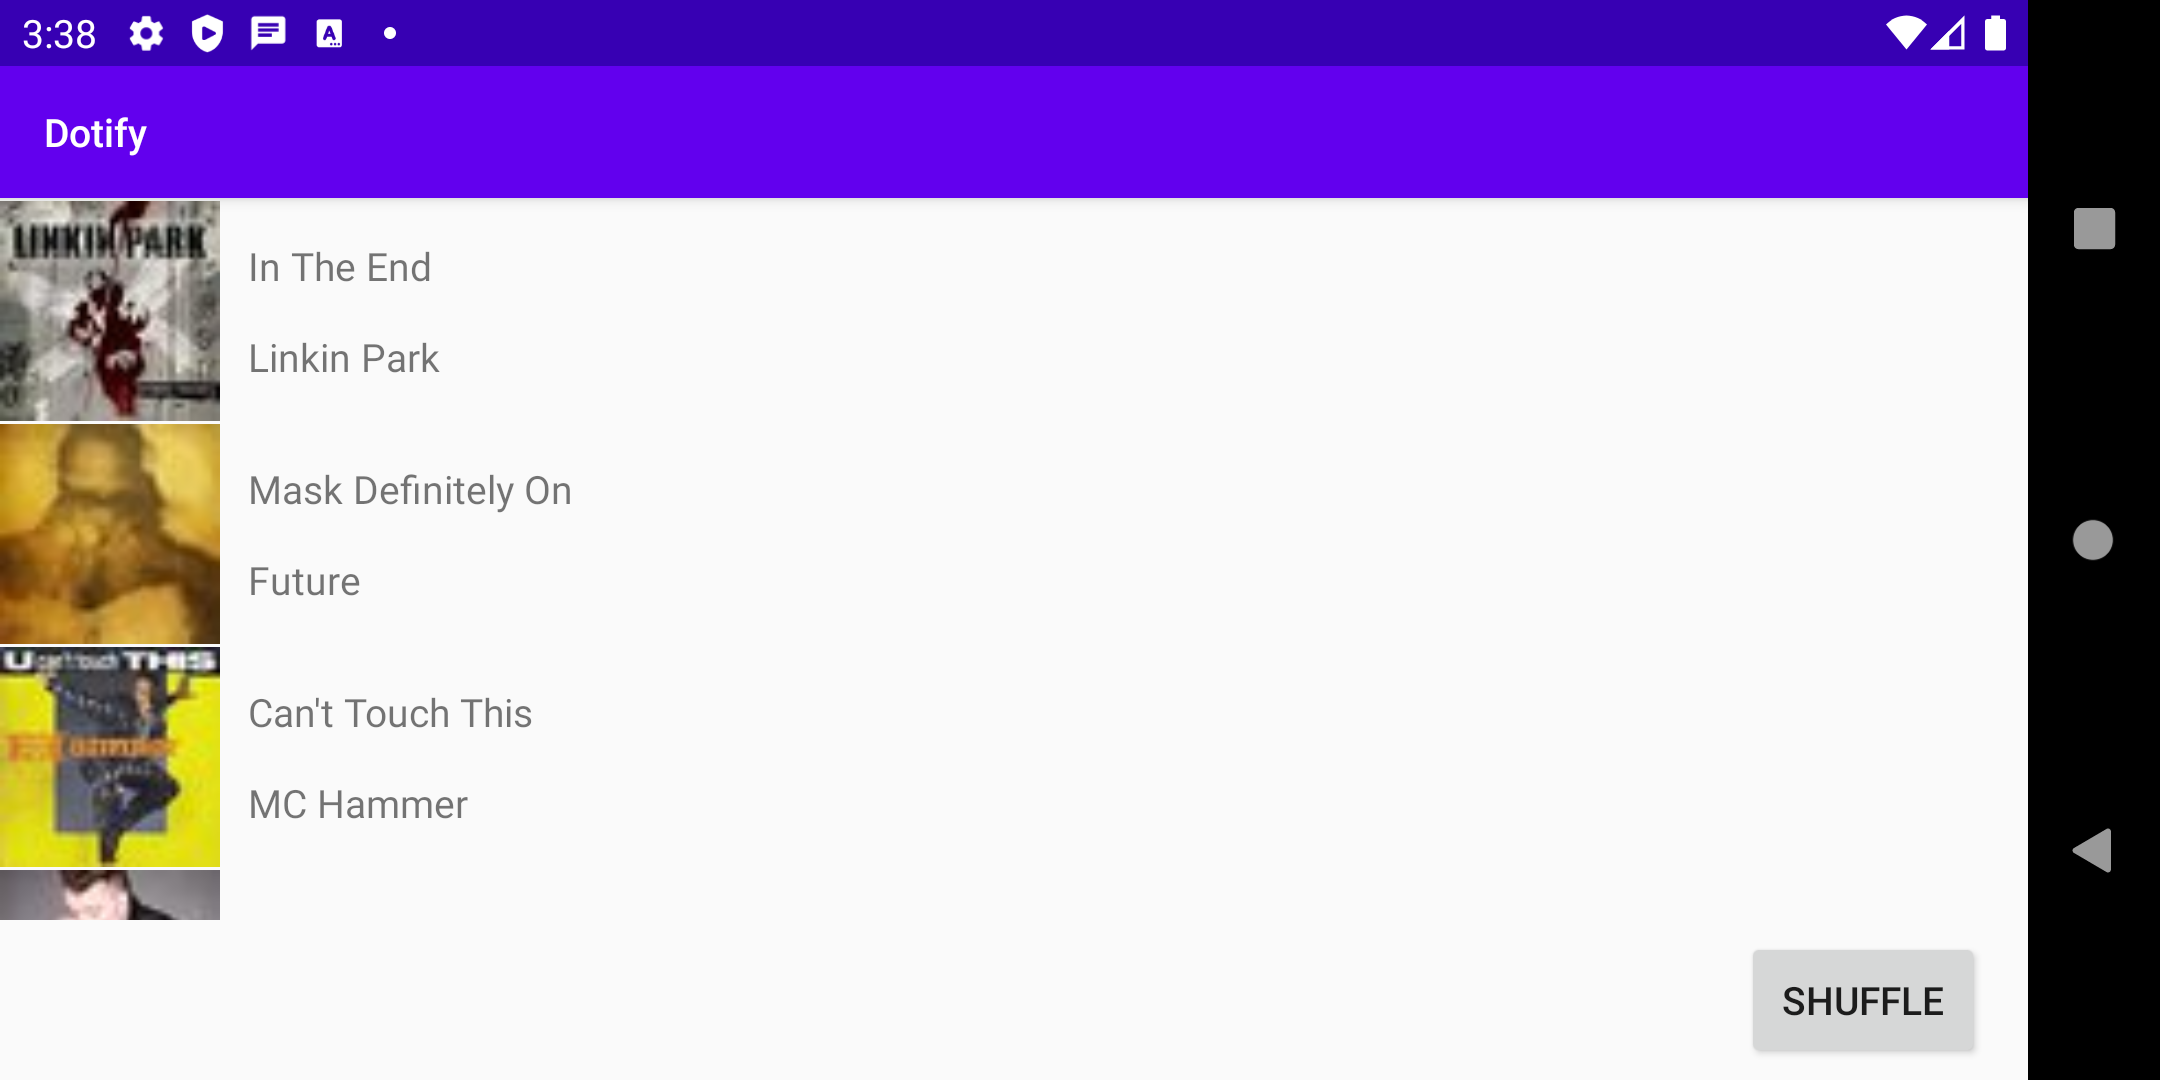 3:38
Dotify
LINKIN PARK
In The End
Linkin Park
Mask Definitely On
Future
U can't touch THIS
Can't Touch This
MC Hammer
SHUFFLE